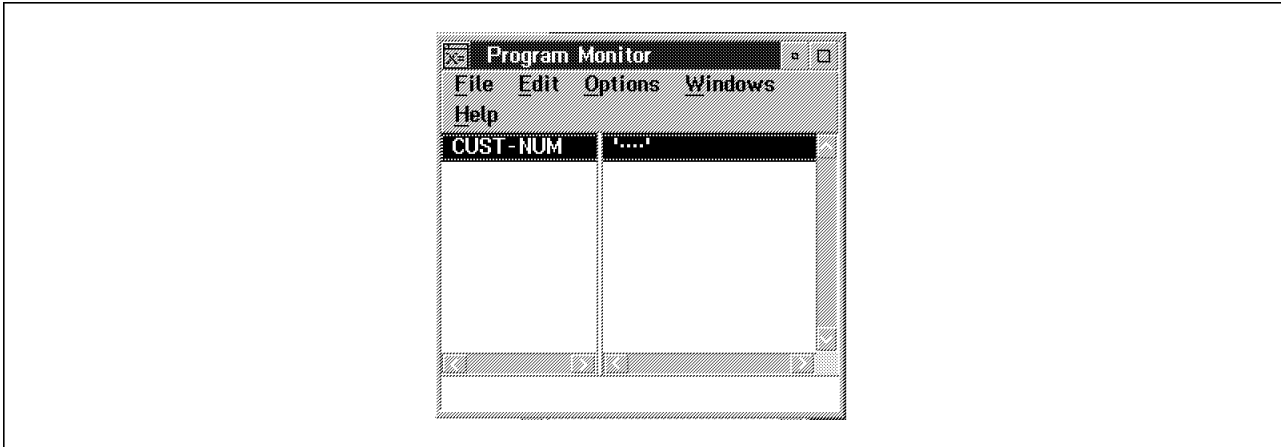 Program Monitor
File Edit Options Windows
Help
CUST-NUM '....'